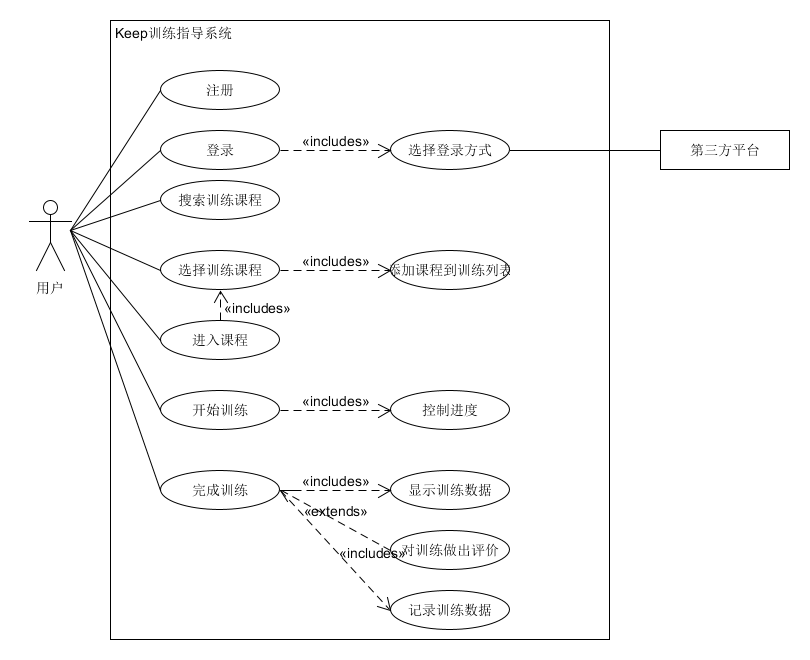 Keep训练指导系统
注册
登录
«includes»
选择登录方式
第三方平台
搜索训练课程
用户
选择训练课程
«includes»
添加课程到训练列表
«includes»
进入课程
开始训练
«includes»
控制进度
完成训练
«includes»
显示训练数据
«extends»
对训练做出评价
«includes»
记录训练数据